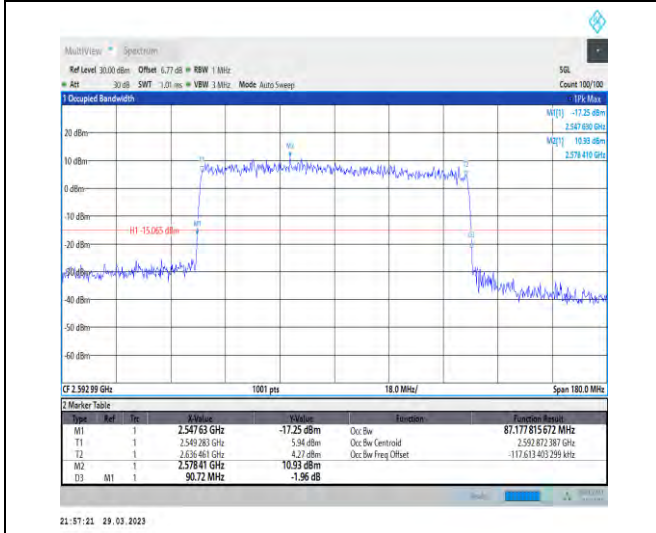 MultiView Spectrum
Ref Level 30.00 dBm Offset 6.77 dB RBW 1 MHz SGL
Att 30 dB SWT 1.01 ms VBW 3 MHz Mode Auto Sweep Count 100/100
1 Occupied Bandwidth 1Pk Max
M1[1] -17.25 dBm
2.547 630 GHz
M2[1] 10.93 dBm
2.578 410 GHz
20 dBm
M2
10 dBm
0 dBm
-10 dBm
M1
H1 -15.065 dBm
-20 dBm
-30 dBm
-40 dBm
-50 dBm
-60 dBm
CF 2.592 99 GHz 1001 pts 18.0 MHz/ Span 180.0 MHz
2 Marker Table
Type Ref Trc X-Value Y-Value Function Function Result
M1 1 2.547 63 GHz -17.25 dBm Occ Bw 87.177 815 672 MHz
T1 1 2.549 283 GHz 5.94 dBm Occ Bw Centroid 2.592 872 387 GHz
T2 1 2.636 461 GHz 4.27 dBm Occ Bw Freq Offset -117.613 403 299 kHz
M2 1 2.578 41 GHz 10.93 dBm
D3 M1 1 90.72 MHz -1.96 dB
21:57:21 29.03.2023